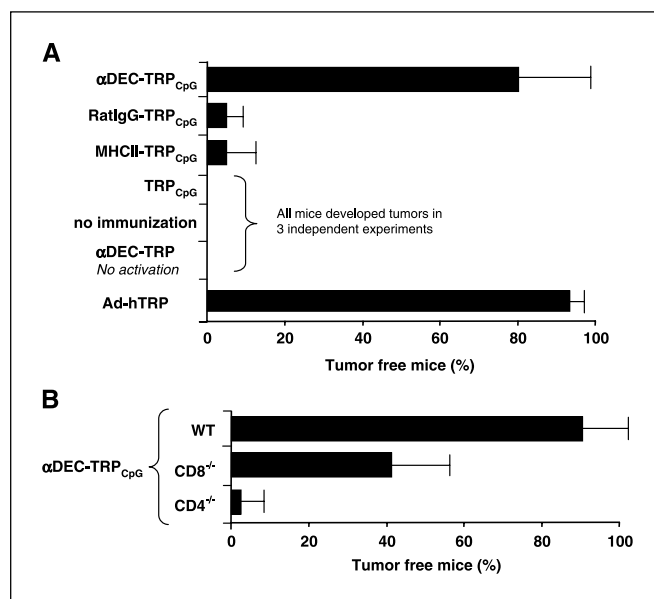 A
αDEC-TRPCpG
RatIgG-TRPCpG
MHCII-TRPCpG
TRPCpG
no immunization
αDEC-TRP
No activation
All mice developed tumors in
3 independent experiments
Ad-hTRP
0 20 40 60 80 100
Tumor free mice (%)
B
αDEC-TRPCpG
WT
CD8-/-
CD4-/-
0 20 40 60 80 100
Tumor free mice (%)